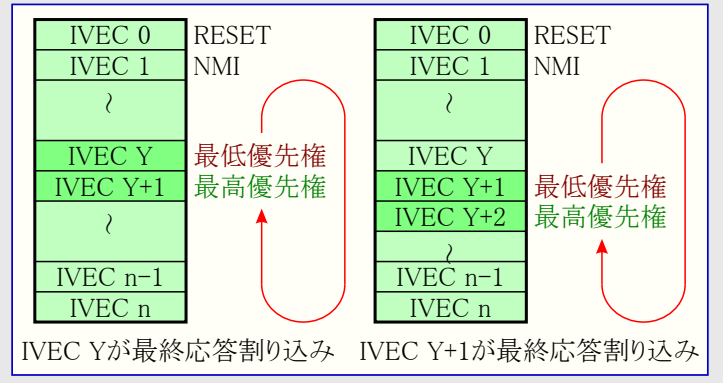 IVEC 0 RESET
IVEC 1 NMI
~
IVEC Y 最低優先権
IVEC Y+1 最高優先権
~
IVEC n-1
IVEC n
IVEC Yが最終応答割り込み
IVEC 0 RESET
IVEC 1 NMI
~
IVEC Y
IVEC Y+1 最低優先権
IVEC Y+2 最高優先権
~
IVEC n-1
IVEC n
IVEC Y+1が最終応答割り込み